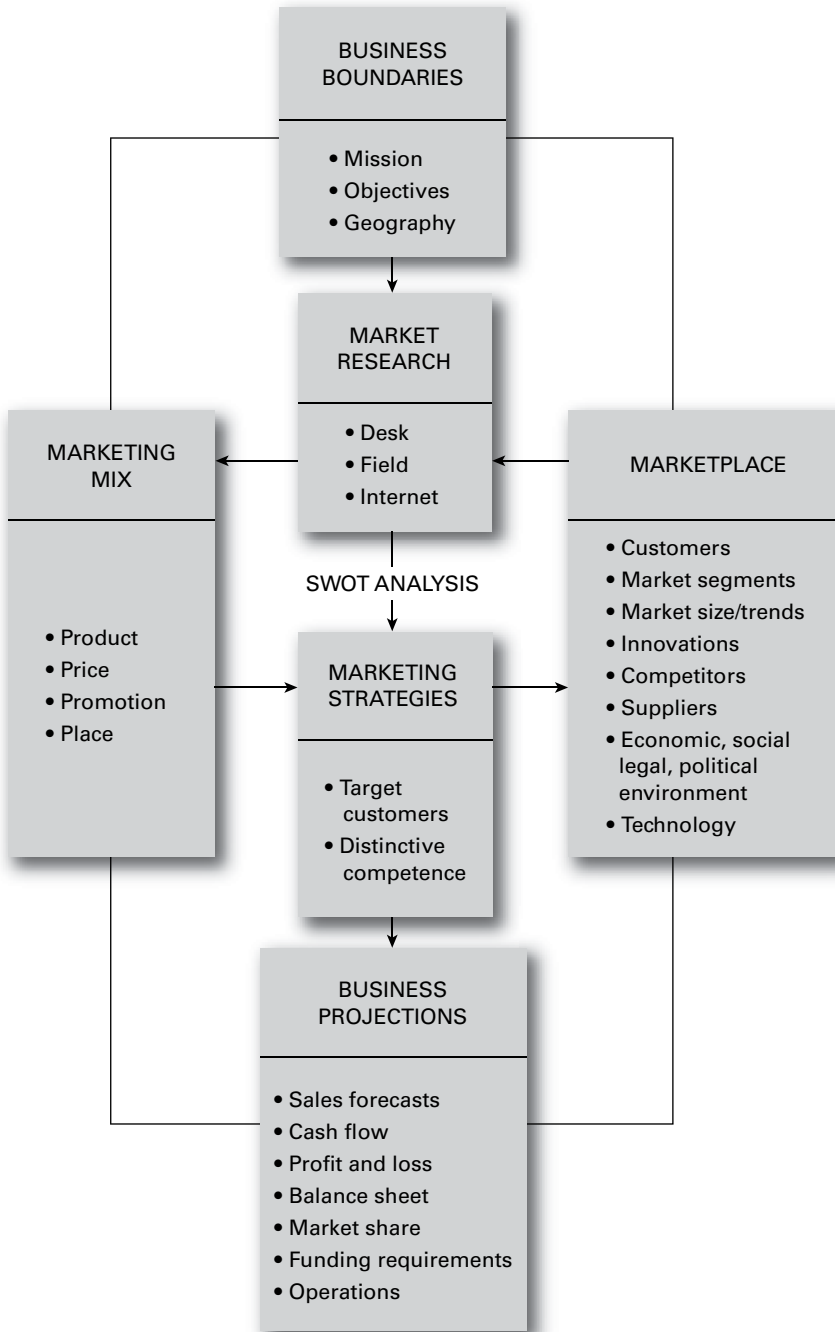 BUSINESS
BOUNDARIES
• Mission
• Objectives
• Geography
MARKET
RESEARCH
• Desk
• Field
• Internet
MARKETING
MIX
• Product
• Price
• Promotion
• Place
MARKETPLACE
• Customers
• Market segments
• Market size/trends
• Innovations
• Competitors
• Suppliers
• Economic, social
legal, political
environment
• Technology
SWOT ANALYSIS
MARKETING
STRATEGIES
• Target
customers
• Distinctive
competence
BUSINESS
PROJECTIONS
• Sales forecasts
• Cash flow
• Profit and loss
• Balance sheet
• Market share
• Funding requirements
• Operations